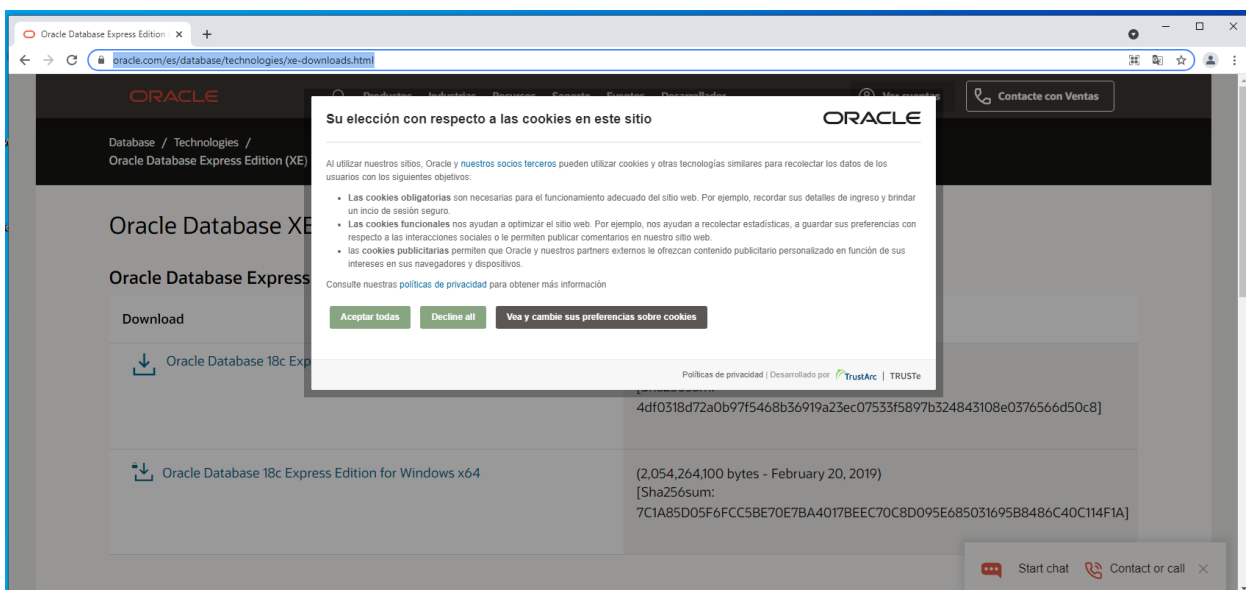 Oracle Database Express Edition
oracle.com/es/database/technologies/xe-downloads.html
ORACLE
Productos Industrias Recursos Soporte Eventos Desarrollador
Ver cuentas
Contacte con Ventas
Database / Technologies /
Oracle Database Express Edition (XE)
Oracle Database XE
Oracle Database Express
Download
Oracle Database 18c Exp
Su elección con respecto a las cookies en este sitio
ORACLE
Al utilizar nuestros sitios, Oracle y nuestros socios terceros pueden utilizar cookies y otras tecnologías similares para recolectar los datos de los
usuarios con los siguientes objetivos:
• Las cookies obligatorias son necesarias para el funcionamiento adecuado del sitio web. Por ejemplo, recordar sus detalles de ingreso y brindar
un incio de sesión seguro.
• Las cookies funcionales nos ayudan a optimizar el sitio web. Por ejemplo, nos ayudan a recolectar estadísticas, a guardar sus preferencias con
respecto a las interacciones sociales o le permiten publicar comentarios en nuestro sitio web.
• las cookies publicitarias permiten que Oracle y nuestros partners externos le ofrezcan contenido publicitario personalizado en función de sus
intereses en sus navegadores y dispositivos.
Consulte nuestras políticas de privacidad para obtener más información
Aceptar todas
Decline all
Vea y cambie sus preferencias sobre cookies
Políticas de privacidad | Desarrollado por TrustArc | TRUSTe
[Sha256sum:
4df0318d72a0b97f5468b36919a23ec07533f5897b324843108e0376566d50c8]
Oracle Database 18c Express Edition for Windows x64
(2,054,264,100 bytes - February 20, 2019)
[Sha256sum:
7C1A85D05F6FCC5BE70E7BA4017BEEC70C8D095E685031695B8486C40C114F1A]
Start chat
Contact or call